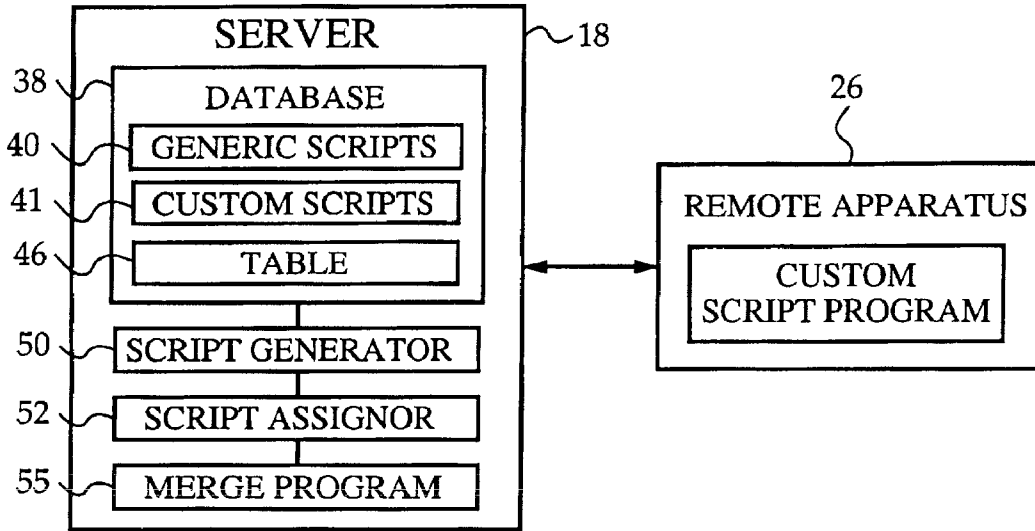 SERVER
18
38
DATABASE
40
GENERIC SCRIPTS
41
CUSTOM SCRIPTS
46
TABLE
50
SCRIPT GENERATOR
52
SCRIPT ASSIGNOR
55
MERGE PROGRAM
26
REMOTE APPARATUS
CUSTOM
SCRIPT PROGRAM